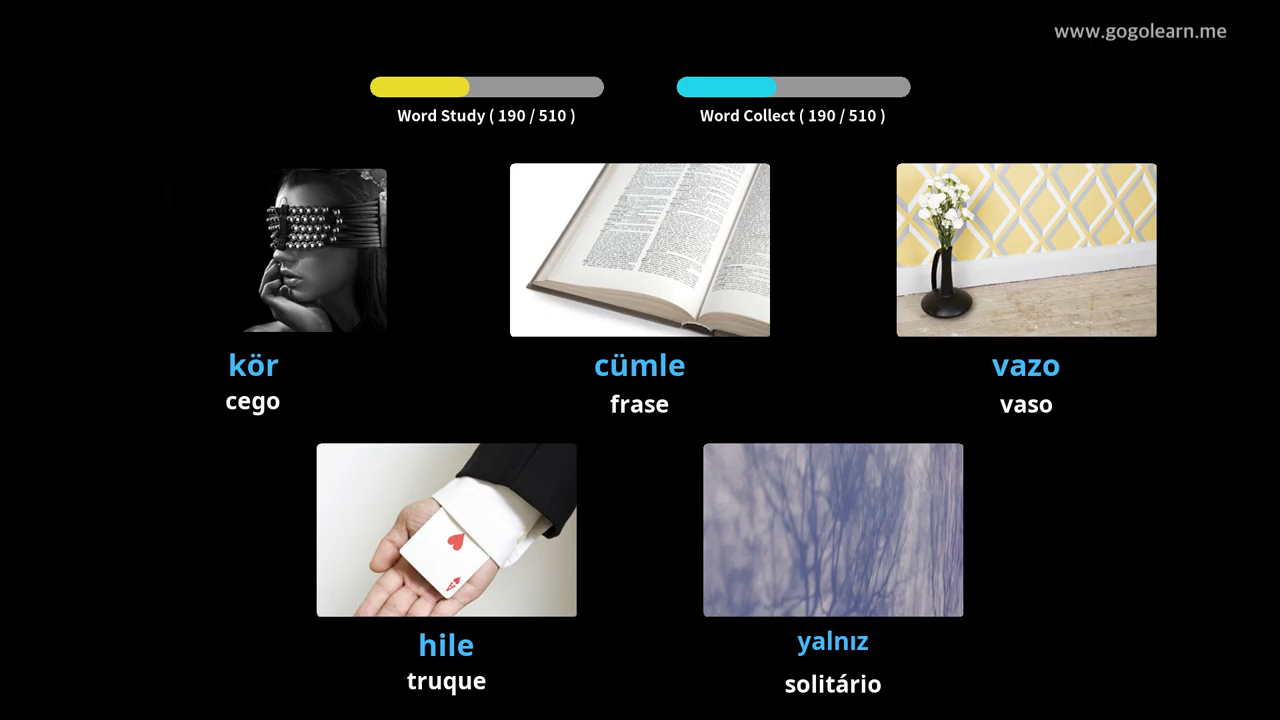 www.gogolearn.me
Word Study ( 190 / 510 )
Word Collect ( 190 / 510 )
kör
cego
cümle
frase
vazo
vaso
hile
truque
yalnız
solitário